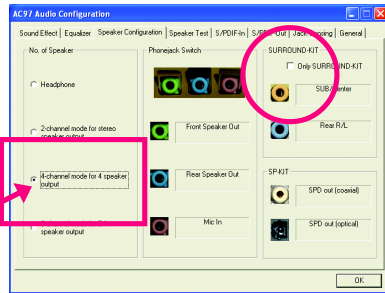 AC97 Audio Configuration
Sound Effect
Equalizer
Speaker Configuration
Speaker Test
S/PDIF-In
Out
Jack Sensing
General
No. of Speaker
Headphone
2-channel mode for stereo
speaker output
4-channel mode for 4 speaker
output
speaker output
Phonejack Switch
Front Speaker Out
Rear Speaker Out
Mic In
SURROUND-KIT
Only SURROUND-KIT
SUB/Center
Rear R/L
SP-KIT
SPD out (coaxial)
SPD out (optical)
OK